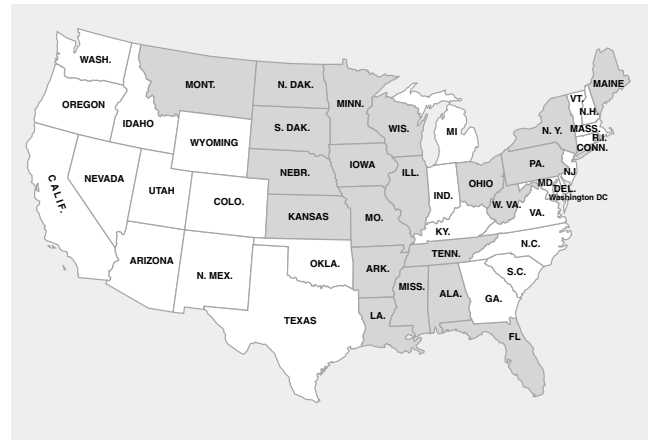 WASH.
MONT.
N. DAK.
MINN.
MAINE
OREGON
IDAHO
VT.
N.H.
WYOMING
S. DAK.
WIS.
MI
N. Y.
MASS.
R.I.
CONN.
NEVADA
UTAH
COLO.
NEBR.
IOWA
ILL.
IND.
OHIO
PA.
NJ
MD.
DEL.
Washington DC
CALIF.
KANSAS
MO.
KY.
W. VA.
VA.
ARIZONA
N. MEX.
OKLA.
ARK.
TENN.
N.C.
S.C.
TEXAS
LA.
MISS.
ALA.
GA.
FL